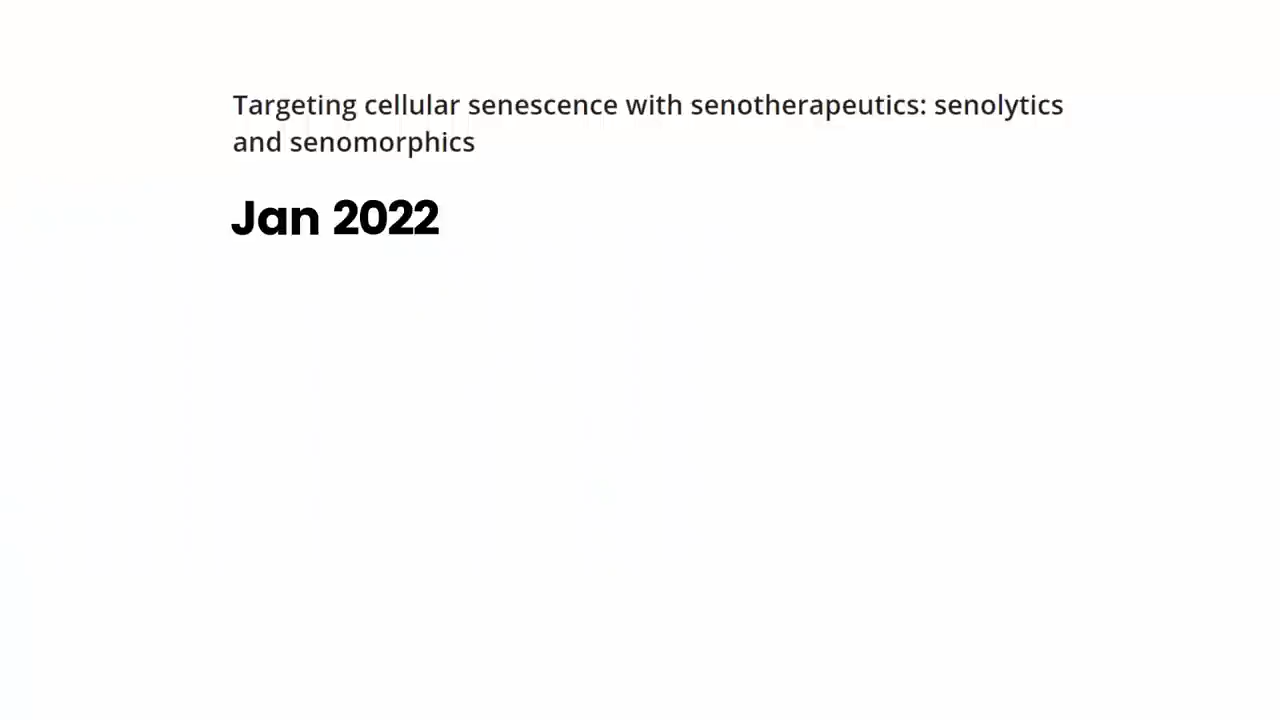 Targeting cellular senescence with senotherapeutics: senolytics
and senomorphics
Jan 2022